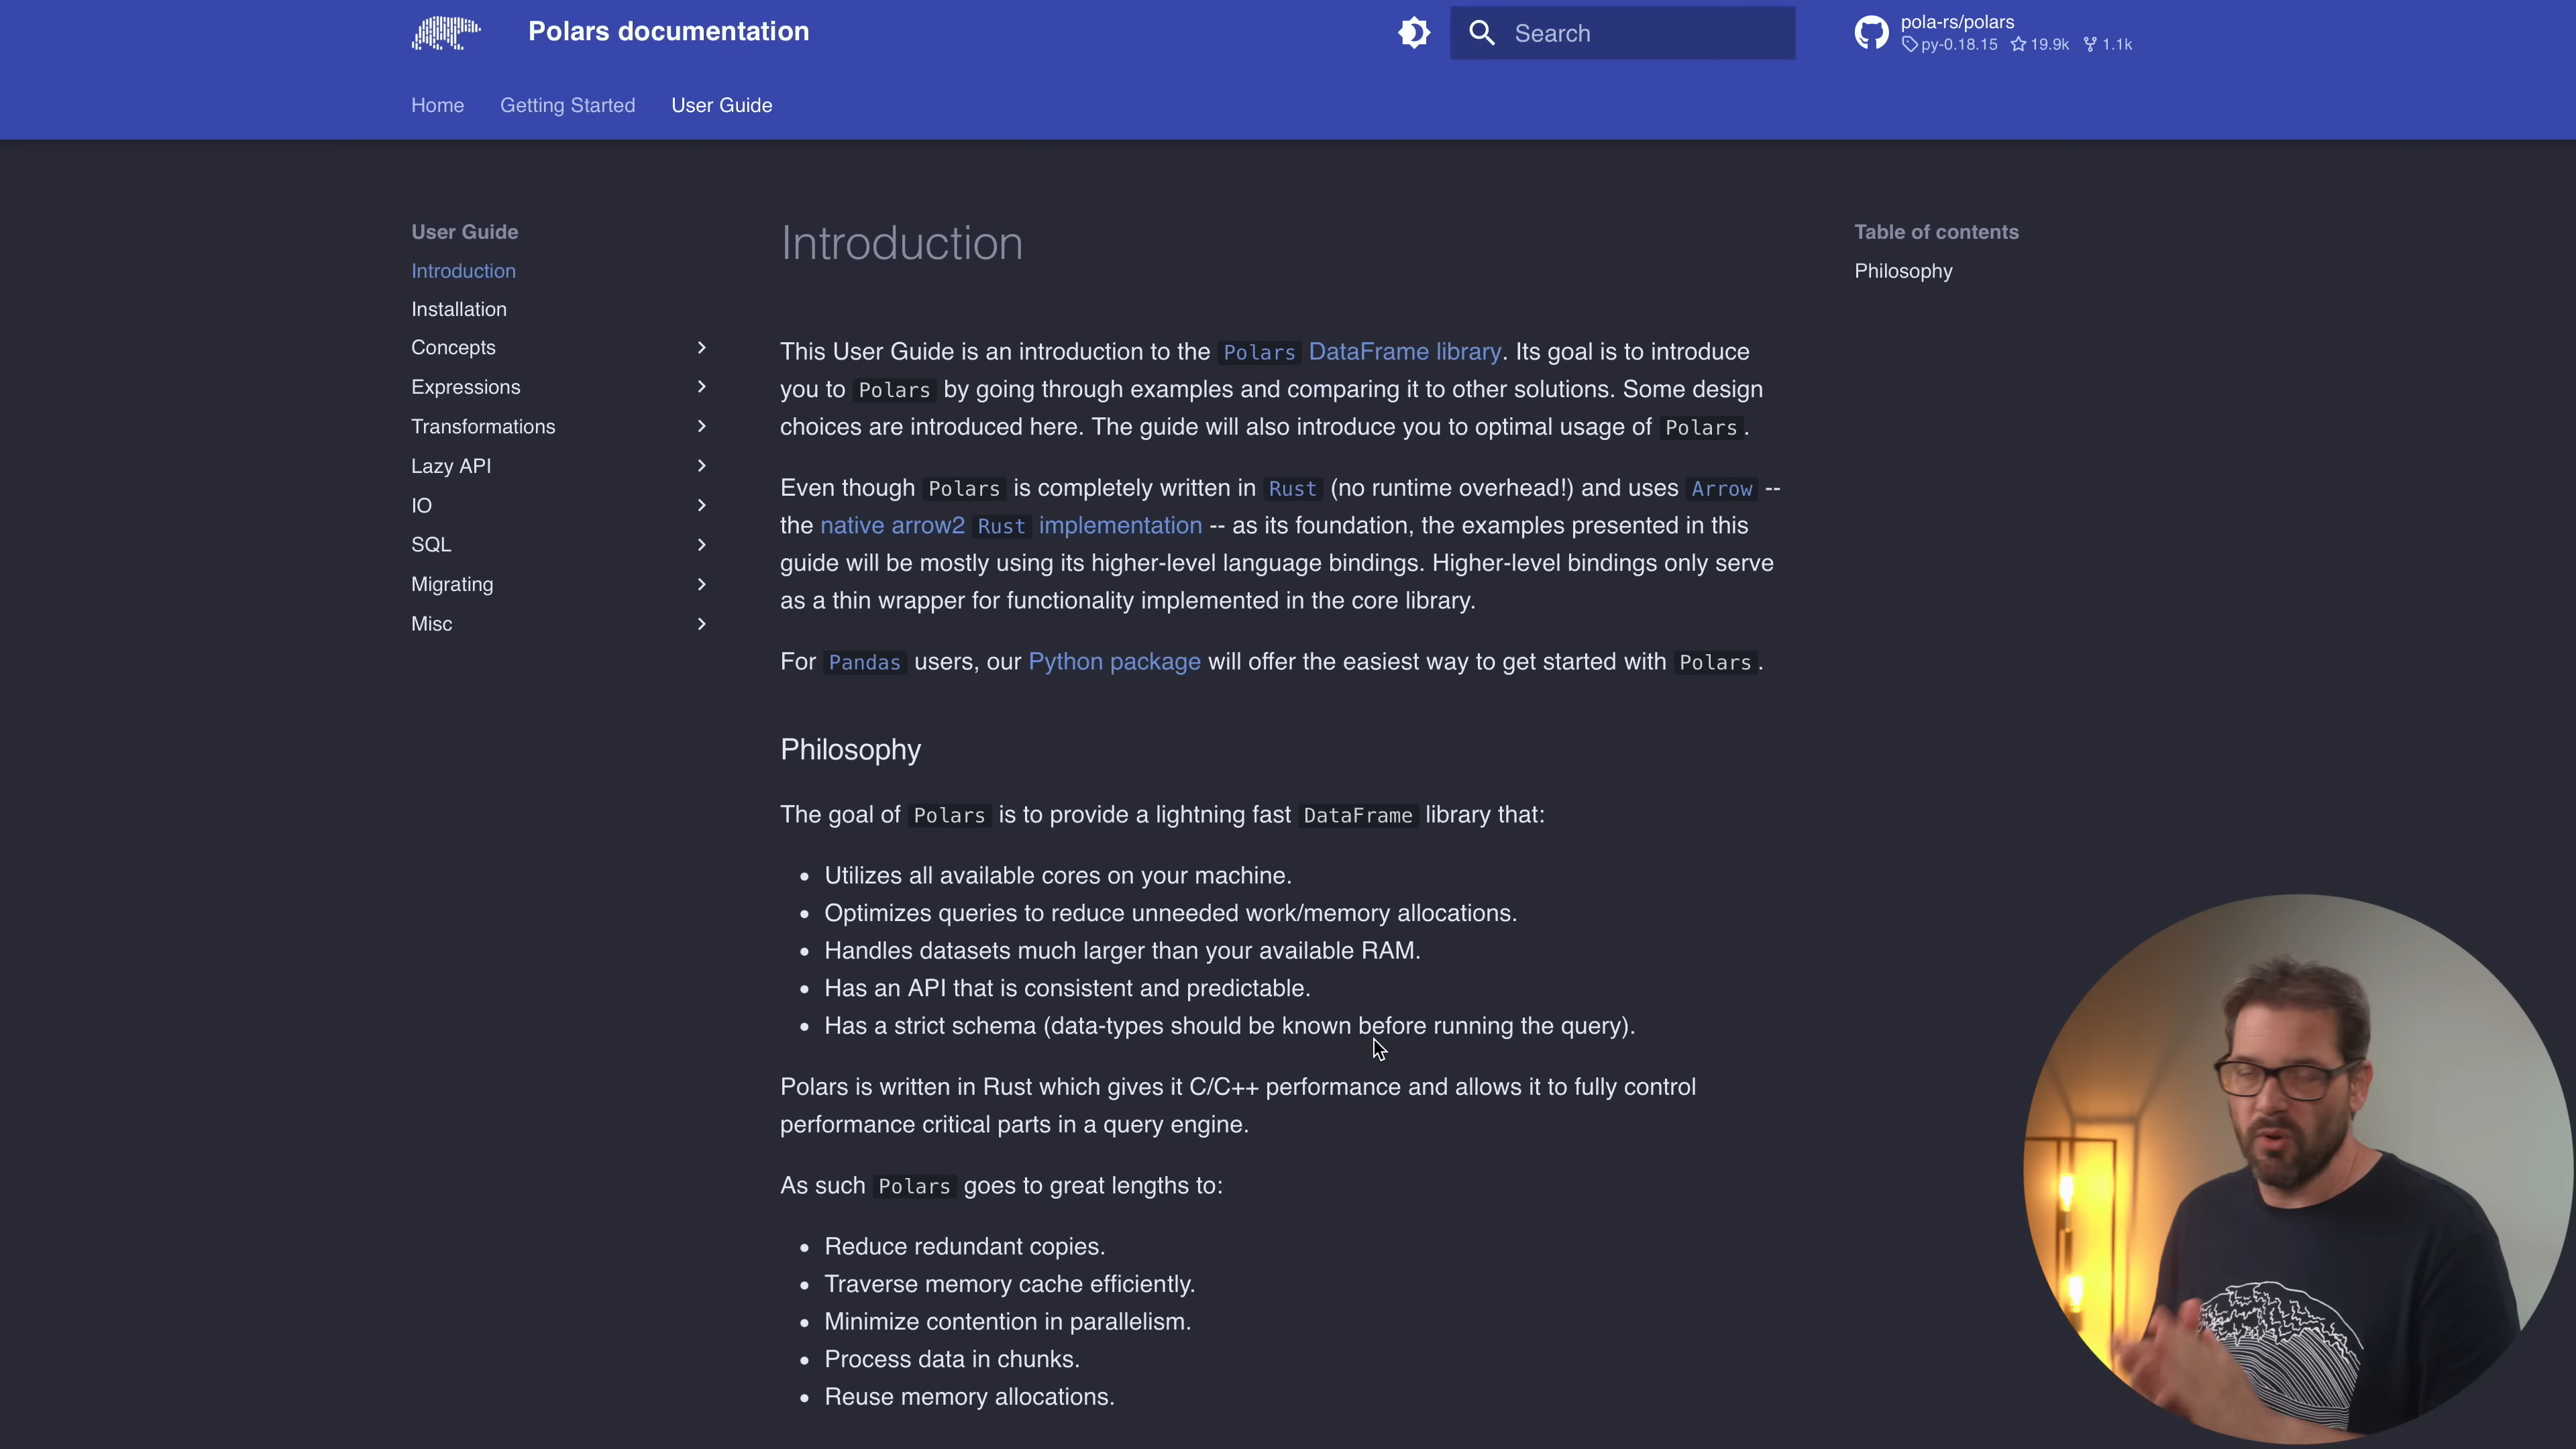 Polars documentation
Search
pola-rs/polars
py-0.18.15 19.9k 1.1k
Home Getting Started User Guide
User Guide
Introduction
Installation
Concepts
Expressions
Transformations
Lazy API
IO
SQL
Migrating
Misc
Introduction
This User Guide is an introduction to the Polars DataFrame library. Its goal is to introduce
you to Polars by going through examples and comparing it to other solutions. Some design
choices are introduced here. The guide will also introduce you to optimal usage of Polars.
Even though Polars is completely written in Rust (no runtime overhead!) and uses Arrow --
the native arrow2 Rust implementation -- as its foundation, the examples presented in this
guide will be mostly using its higher-level language bindings. Higher-level bindings only serve
as a thin wrapper for functionality implemented in the core library.
For Pandas users, our Python package will offer the easiest way to get started with Polars.
Philosophy
The goal of Polars is to provide a lightning fast DataFrame library that:
• Utilizes all available cores on your machine.
• Optimizes queries to reduce unneeded work/memory allocations.
• Handles datasets much larger than your available RAM.
• Has an API that is consistent and predictable.
• Has a strict schema (data-types should be known before running the query).
Polars is written in Rust which gives it C/C++ performance and allows it to fully control
performance critical parts in a query engine.
As such Polars goes to great lengths to:
• Reduce redundant copies.
• Traverse memory cache efficiently.
• Minimize contention in parallelism.
• Process data in chunks.
• Reuse memory allocations.
Table of contents
Philosophy